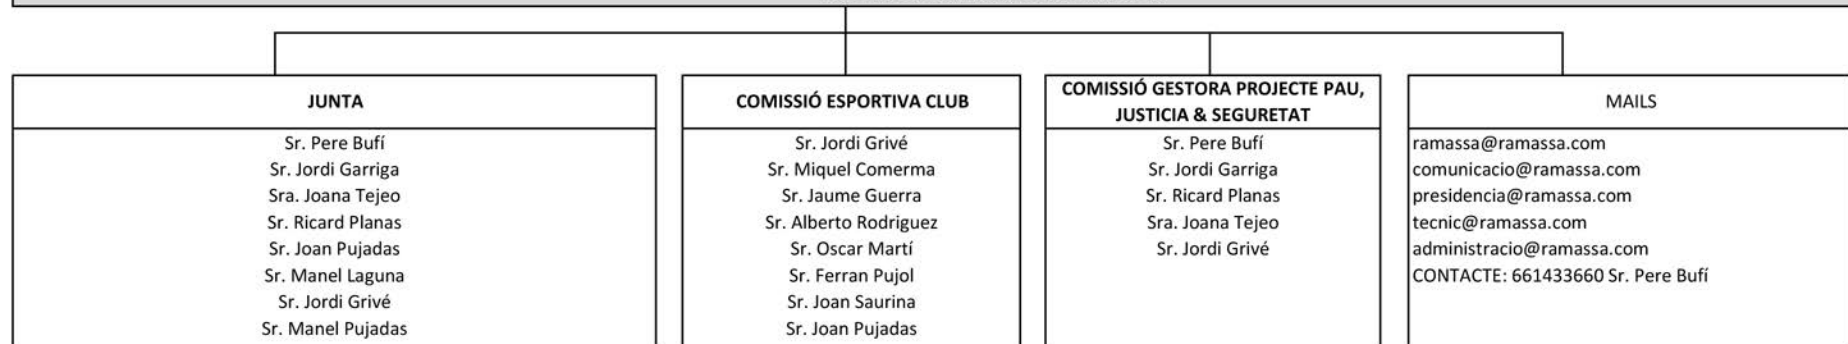 JUNTA
Sr. Pere Bufí
Sr. Jordi Garriga
Sra. Joana Tejeo
Sr. Ricard Planas
Sr. Joan Pujadas
Sr. Manel Laguna
Sr. Jordi Grivé
Sr. Manel Pujadas
COMISSIÓ ESPORTIVA CLUB
Sr. Jordi Grivé
Sr. Miquel Comerma
Sr. Jaume Guerra
Sr. Alberto Rodriguez
Sr. Oscar Martí
Sr. Ferran Pujol
Sr. Joan Saurina
Sr. Joan Pujadas
COMISSIÓ GESTORA PROJECTE PAU,
JUSTICIA & SEGURETAT
Sr. Pere Bufí
Sr. Jordi Garriga
Sr. Ricard Planas
Sra. Joana Tejeo
Sr. Jordi Grivé
MAILS
ramassa@ramassa.com
comunicacio@ramassa.com
presidencia@ramassa.com
tecnic@ramassa.com
administracio@ramassa.com
CONTACTE: 661433660 Sr. Pere Bufí